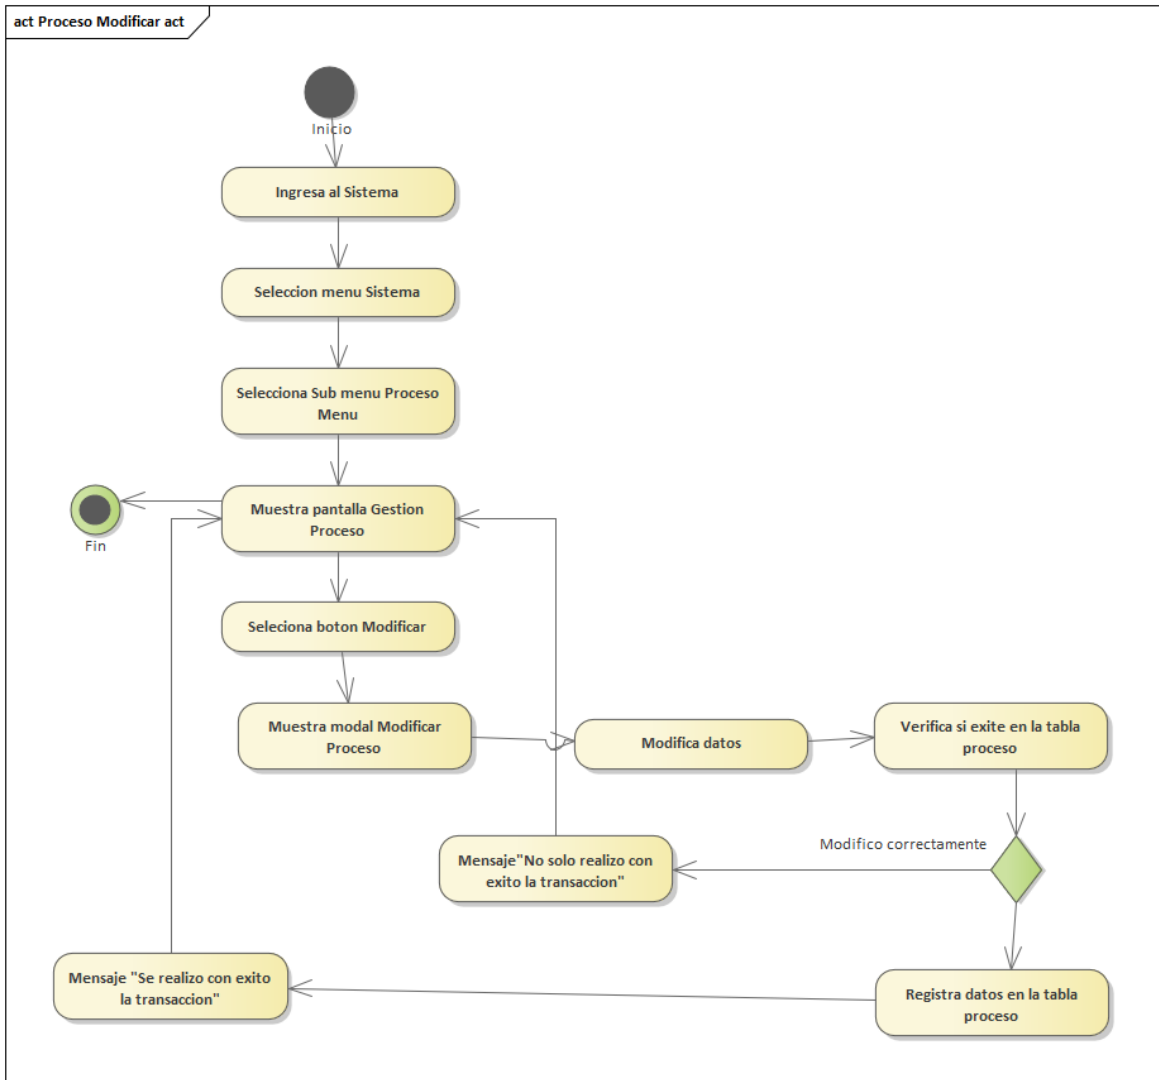 act Proceso Modificar act
Inicio
Ingresa al Sistema
Seleccion menu Sistema
Selecciona Sub menu Proceso
Menu
Muestra pantalla Gestion
Proceso
Fin
Seleciona boton Modificar
Muestra modal Modificar
Proceso
Modifica datos
Verifica si exite en la tabla
proceso
Modifico correctamente
Mensaje"No solo realizo con
exito la transaccion"
Mensaje "Se realizo con exito
la transaccion"
Registra datos en la tabla
proceso